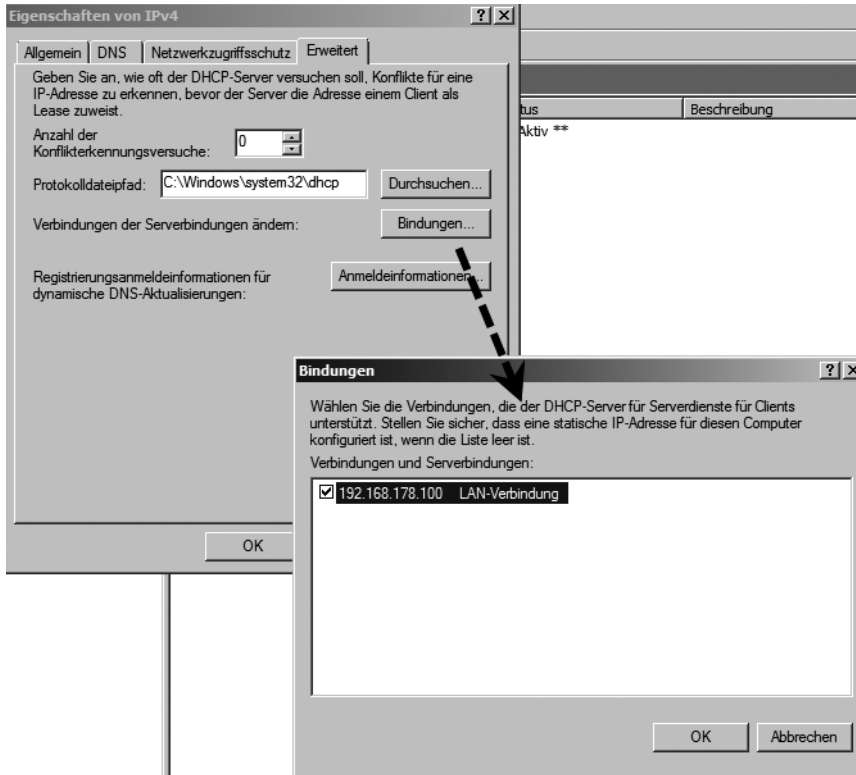 Eigenschaften von IPv4
Allgemein DNS Netzwerkzugriffsschutz Erweitert
Geben Sie an, wie oft der DHCP-Server versuchen soll, Konflikte für eine
IP-Adresse zu erkennen, bevor der Server die Adresse einem Client als
Lease zuweist.
Anzahl der
Konflikterkennungsversuche: 0
Protokolldateipfad: C:\Windows\system32\dhcp Durchsuchen...
Verbindungen der Serverbindungen ändern: Bindungen...
Registrierungsanmeldeinformationen für
dynamische DNS-Aktualisierungen:
Anmeldeinformationen...
OK
tus Beschreibung
Aktiv **
Bindungen
Wählen Sie die Verbindungen, die der DHCP-Server für Serverdienste für Clients
unterstützt. Stellen Sie sicher, dass eine statische IP-Adresse für diesen Computer
konfiguriert ist, wenn die Liste leer ist.
Verbindungen und Serverbindungen:
192.168.178.100 LAN-Verbindung
OK Abbrechen